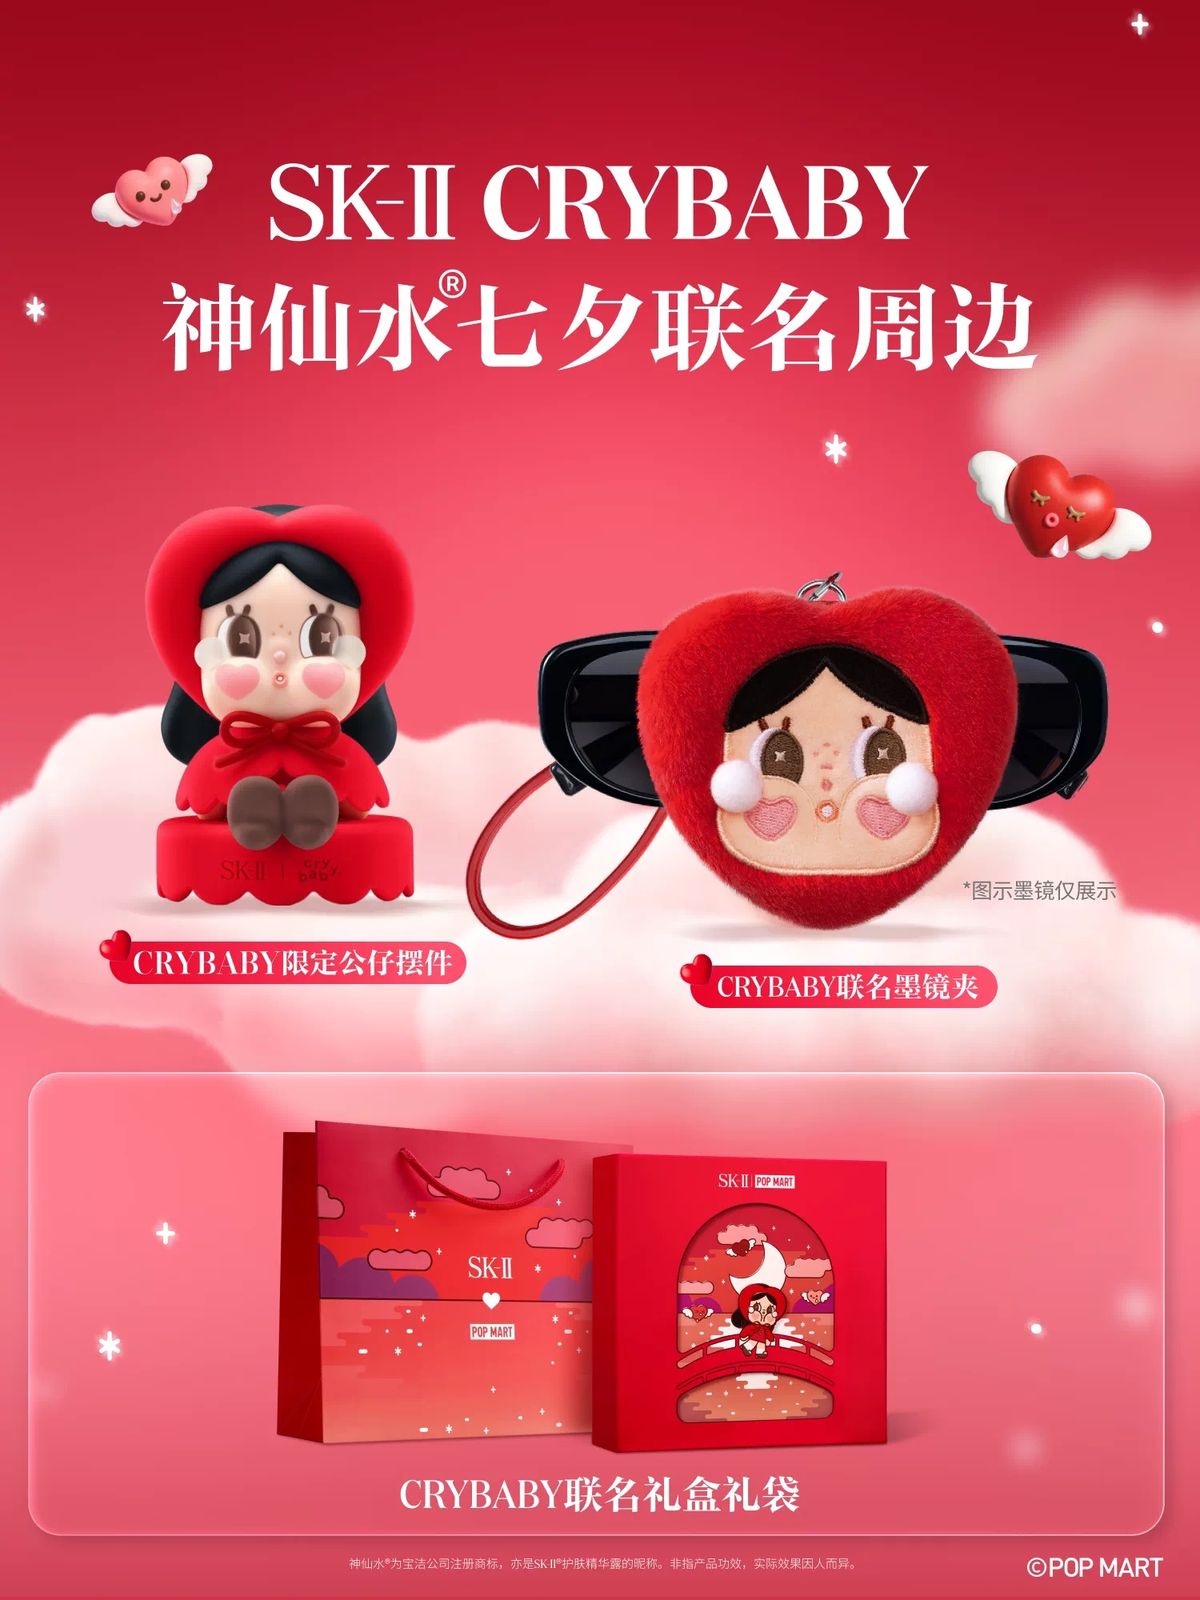 SK-II CRYBABY
神仙水®七夕联名周边
SK-II | cry baby
*图示墨镜仅展示
CRYBABY限定公仔摆件
CRYBABY联名墨镜夹
SK-II
POP MART
SK-II | POP MART
CRYBABY联名礼盒礼袋
神仙水®为宝洁公司注册商标，亦是SK-II®护肤精华露的昵称。非指产品功效，实际效果因人而异。
©POP MART